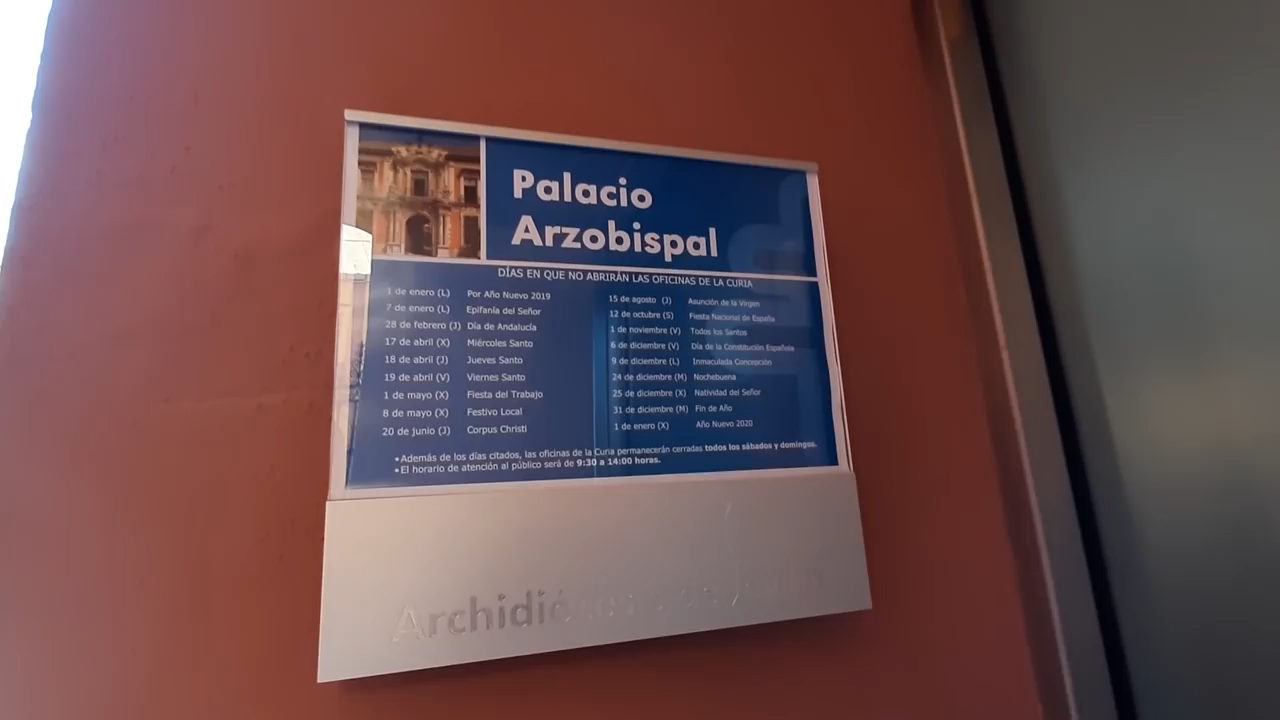 Palacio
Arzobispal
DÍAS EN QUE NO ABRIRÁN LAS OFICINAS DE LA CURIA
1 de enero (L) Por Año Nuevo 2019
7 de enero (L) Epifanía del Señor
28 de febrero (J) Día de Andalucía
17 de abril (X) Miércoles Santo
18 de abril (J) Jueves Santo
19 de abril (V) Viernes Santo
1 de mayo (X) Fiesta del Trabajo
8 de mayo (X) Festivo Local
20 de junio (J) Corpus Christi
15 de agosto (J) Asunción de la Virgen
12 de octubre (S) Fiesta Nacional de España
1 de noviembre (V) Todos los Santos
6 de diciembre (V) Día de la Constitución Española
9 de diciembre (L) Inmaculada Concepción
24 de diciembre (M) Nochebuena
25 de diciembre (X) Natividad del Señor
31 de diciembre (M) Fin de Año
1 de enero (X) Año Nuevo 2020
•Además de los días citados, las oficinas de la Curia permanecerán cerradas todos los sábados y domingos.
•El horario de atención al público será de 9:30 a 14:00 horas.